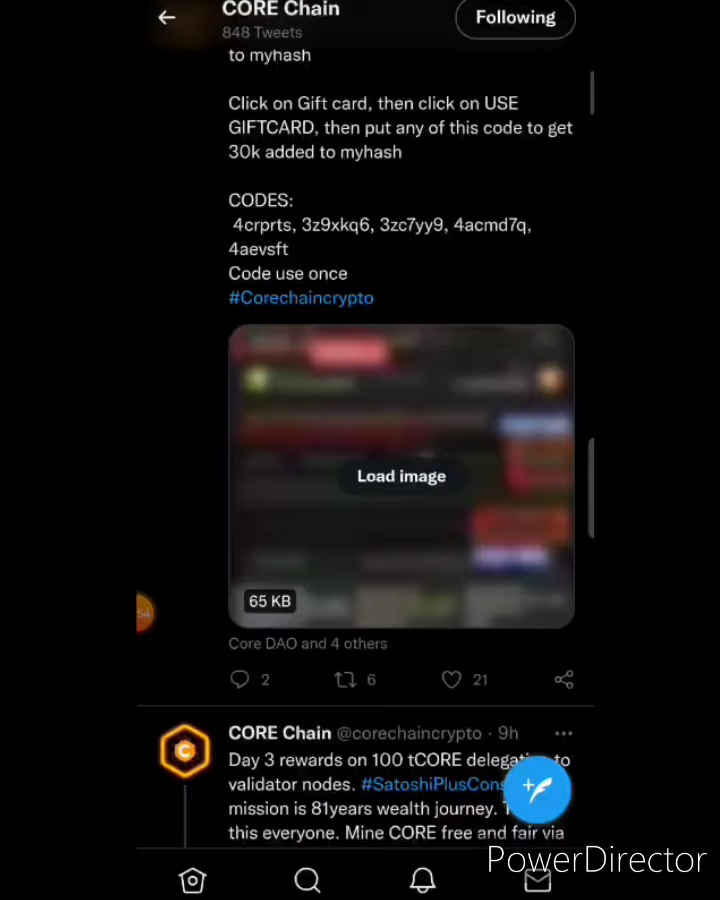 CORE Chain
848 Tweets
Following
to myhash
Click on Gift card, then click on USE
GIFTCARD, then put any of this code to get
30k added to myhash
CODES:
4crprts, 3z9xkq6, 3zc7yy9, 4acmd7q,
4aevsft
Code use once
#Corechaincrypto
Load image
65 KB
54
Core DAO and 4 others
2 6 21
CORE Chain @corechaincrypto · 9h
Day 3 rewards on 100 tCORE to
validator nodes.
mission is 81years wealth journey.
this everyone. Mine CORE free and fair via
PowerDirector